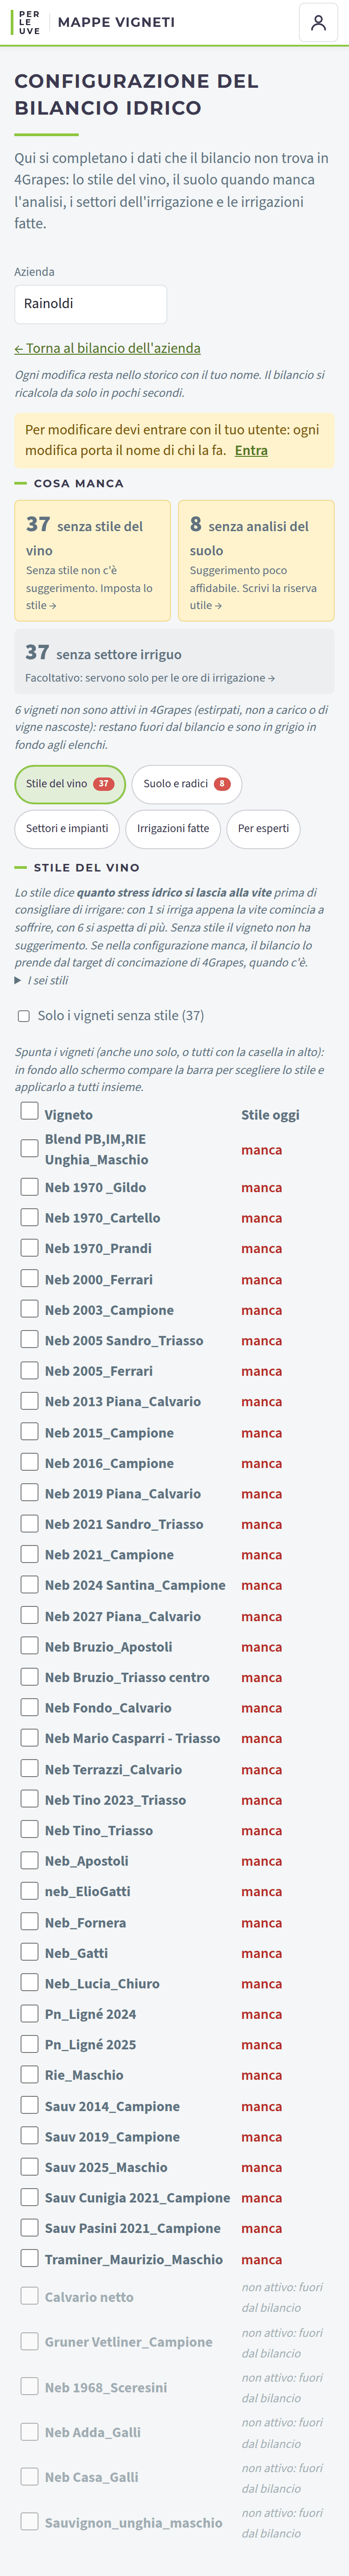 PER
LE
UVE
MAPPE VIGNETI
CONFIGURAZIONE DEL
BILANCIO IDRICO
Qui si completano i dati che il bilancio non trova in
4Grapes: lo stile del vino, il suolo quando manca
l'analisi, i settori dell'irrigazione e le irrigazioni
fatte.
Azienda
Rainoldi
← Torna al bilancio dell'azienda
Ogni modifica resta nello storico con il tuo nome. Il bilancio si
ricalcola da solo in pochi secondi.
Per modificare devi entrare con il tuo utente: ogni
modifica porta il nome di chi la fa. Entra
COSA MANCA
37 senza stile del
vino
Senza stile non c'è
suggerimento. Imposta lo
stile →
8 senza analisi del
suolo
Suggerimento poco
affidabile. Scrivi la riserva
utile →
37 senza settore irriguo
Facoltativo: servono solo per le ore di irrigazione →
6 vigneti non sono attivi in 4Grapes (estirpati, non a carico o di
vigne nascoste): restano fuori dal bilancio e sono in grigio in
fondo agli elenchi.
Stile del vino 37
Suolo e radici 8
Settori e impianti
Irrigazioni fatte
Per esperti
STILE DEL VINO
Lo stile dice quanto stress idrico si lascia alla vite prima di
consigliare di irrigare: con 1 si irriga appena la vite comincia a
soffrire, con 6 si aspetta di più. Senza stile il vigneto non ha
suggerimento. Se nella configurazione manca, il bilancio lo
prende dal target di concimazione di 4Grapes, quando c'è.
▶ I sei stili
Solo i vigneti senza stile (37)
Spunta i vigneti (anche uno solo, o tutti con la casella in alto):
in fondo allo schermo compare la barra per scegliere lo stile e
applicarlo a tutti insieme.
Vigneto Stile oggi
Blend PB,IM,RIE
Unghia_Maschio manca
Neb 1970 _Gildo manca
Neb 1970_Cartello manca
Neb 1970_Prandi manca
Neb 2000_Ferrari manca
Neb 2003_Campione manca
Neb 2005 Sandro_Triasso manca
Neb 2005_Ferrari manca
Neb 2013 Piana_Calvario manca
Neb 2015_Campione manca
Neb 2016_Campione manca
Neb 2019 Piana_Calvario manca
Neb 2021 Sandro_Triasso manca
Neb 2021_Campione manca
Neb 2024 Santina_Campione manca
Neb 2027 Piana_Calvario manca
Neb Bruzio_Apostoli manca
Neb Bruzio_Triasso centro manca
Neb Fondo_Calvario manca
Neb Mario Casparri - Triasso manca
Neb Terrazzi_Calvario manca
Neb Tino 2023_Triasso manca
Neb Tino_Triasso manca
Neb_Apostoli manca
neb_ElioGatti manca
Neb_Fornera manca
Neb_Gatti manca
Neb_Lucia_Chiuro manca
Pn_Ligné 2024 manca
Pn_Ligné 2025 manca
Rie_Maschio manca
Sauv 2014_Campione manca
Sauv 2019_Campione manca
Sauv 2025_Maschio manca
Sauv Cunigia 2021_Campione manca
Sauv Pasini 2021_Campione manca
Traminer_Maurizio_Maschio manca
Calvario netto non attivo: fuori
dal bilancio
Gruner Vetliner_Campione non attivo: fuori
dal bilancio
Neb 1968_Sceresini non attivo: fuori
dal bilancio
Neb Adda_Galli non attivo: fuori
dal bilancio
Neb Casa_Galli non attivo: fuori
dal bilancio
Sauvignon_unghia_maschio non attivo: fuori
dal bilancio